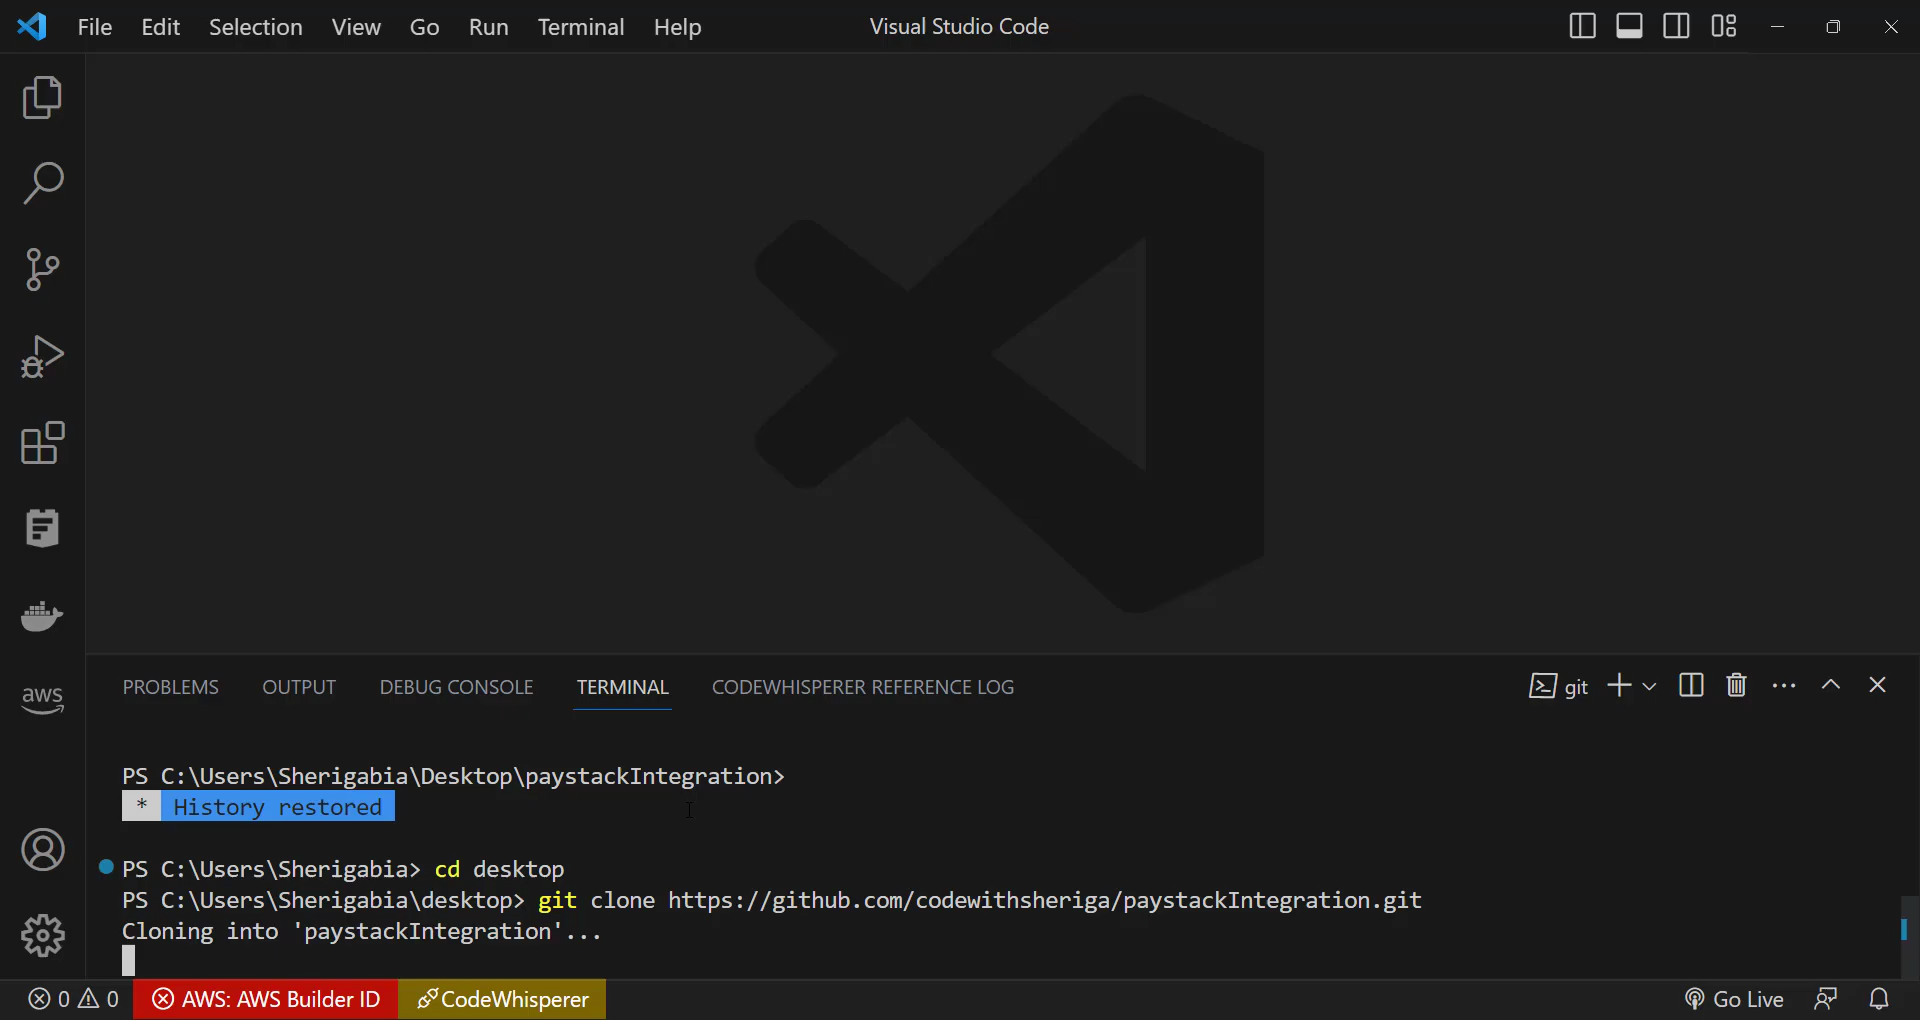 File Edit Selection View Go Run Terminal Help Visual Studio Code
aws
PROBLEMS OUTPUT DEBUG CONSOLE TERMINAL CODEWHISPERER REFERENCE LOG git
PS C:\Users\Sherigabia\Desktop\paystackIntegration>
* History restored
PS C:\Users\Sherigabia> cd desktop
PS C:\Users\Sherigabia\desktop> git clone https://github.com/codewithsheriga/paystackIntegration.git
Cloning into 'paystackIntegration'...
0 0 AWS: AWS Builder ID CodeWhisperer Go Live